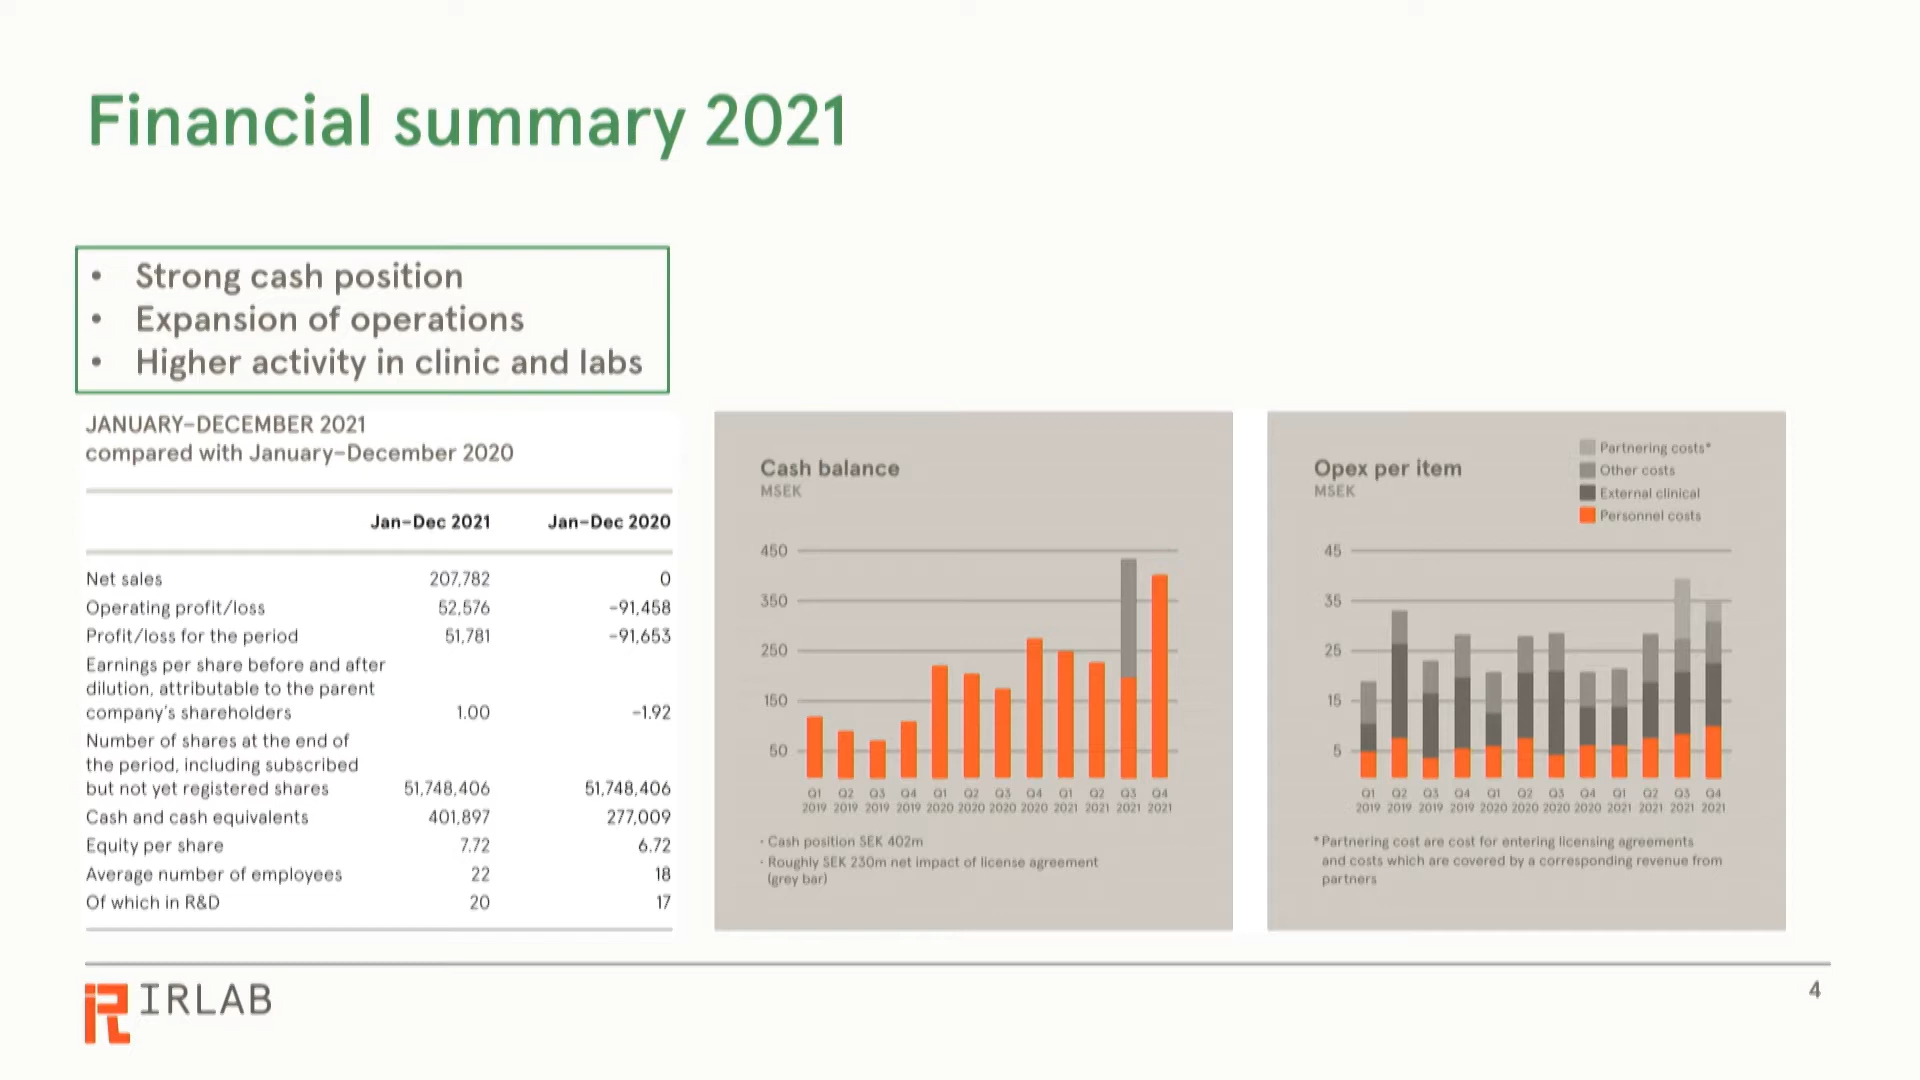 Financial summary 2021
• Strong cash position
• Expansion of operations
• Higher activity in clinic and labs
JANUARY–DECEMBER 2021
compared with January–December 2020
Jan–Dec 2021 Jan–Dec 2020
Net sales 207,782 0
Operating profit/loss 52,576 -91,458
Profit/loss for the period 51,781 -91,653
Earnings per share before and after
dilution, attributable to the parent
company's shareholders 1.00 -1.92
Number of shares at the end of
the period, including subscribed
but not yet registered shares 51,748,406 51,748,406
Cash and cash equivalents 401,897 277,009
Equity per share 7.72 6.72
Average number of employees 22 18
Of which in R&D 20 17
Cash balance
MSEK
450
350
250
150
50
Q1 Q2 Q3 Q4 Q1 Q2 Q3 Q4 Q1 Q2 Q3 Q4
2019 2019 2019 2019 2020 2020 2020 2020 2021 2021 2021 2021
· Cash position SEK 402m
· Roughly SEK 230m net impact of license agreement
(grey bar)
Opex per item
MSEK
Partnering costs*
Other costs
External clinical
Personnel costs
45
35
25
15
5
Q1 Q2 Q3 Q4 Q1 Q2 Q3 Q4 Q1 Q2 Q3 Q4
2019 2019 2019 2019 2020 2020 2020 2020 2021 2021 2021 2021
* Partnering cost are cost for entering licensing agreements
and costs which are covered by a corresponding revenue from
partners
IRLAB
4